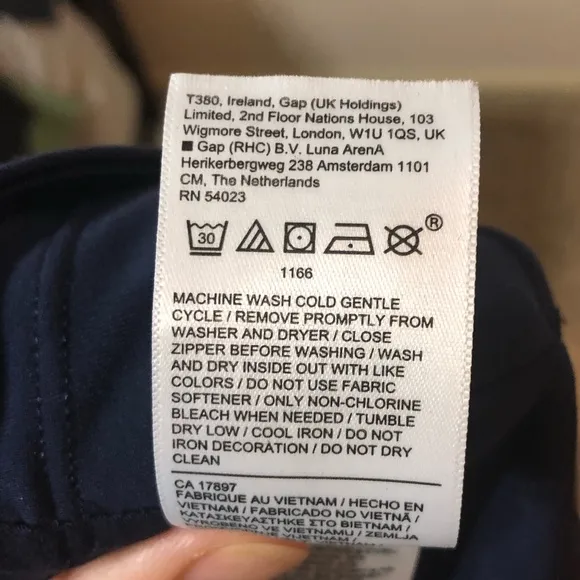 T380, Ireland, Gap (UK Holdings)
Limited, 2nd Floor Nations House, 103
Wigmore Street, London, W1U 1QS, UK
■ Gap (RHC) B.V. Luna ArenA
Herikerbergweg 238 Amsterdam 1101
CM, The Netherlands
RN 54023
30 ®
1166
MACHINE WASH COLD GENTLE
CYCLE / REMOVE PROMPTLY FROM
WASHER AND DRYER / CLOSE
ZIPPER BEFORE WASHING / WASH
AND DRY INSIDE OUT WITH LIKE
COLORS / DO NOT USE FABRIC
SOFTENER / ONLY NON-CHLORINE
BLEACH WHEN NEEDED / TUMBLE
DRY LOW / COOL IRON / DO NOT
IRON DECORATION / DO NOT DRY
CLEAN
CA 17897
FABRIQUE AU VIETNAM / HECHO EN
VIETNAM / FABRICADO NO VIETNÃ /
ΚΑΤΑΣΚΕΥΑΣΤΗΚΕ ΣΤΟ ΒΙΕΤΝΑΜ /
VYROBENO VE VIETNAMU / ZEMLJA